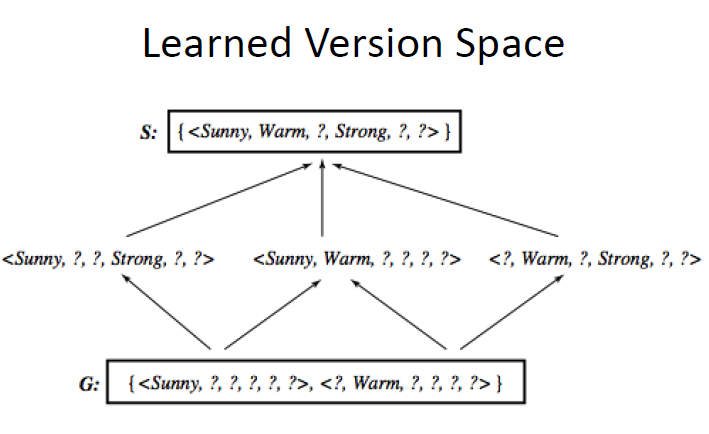 Learned Version Space
S: { <Sunny, Warm, ?, Strong, ?, ?> }
<Sunny, ?, ?, Strong, ?, ?> <Sunny, Warm, ?, ?, ?, ?> <?, Warm, ?, Strong, ?, ?>
G: { <Sunny, ?, ?, ?, ?, ?>, <?, Warm, ?, ?, ?, ?> }